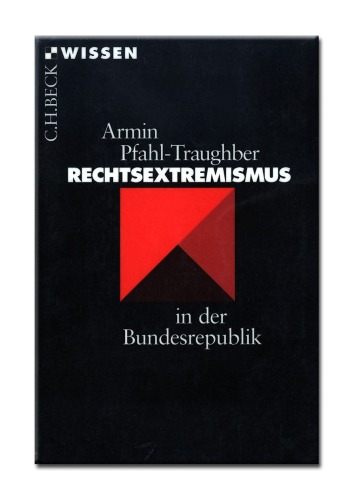 WISSEN
C.H.BECK
Armin
Pfahl-Traughber
RECHTSEXTREMISMUS
in der
Bundesrepublik